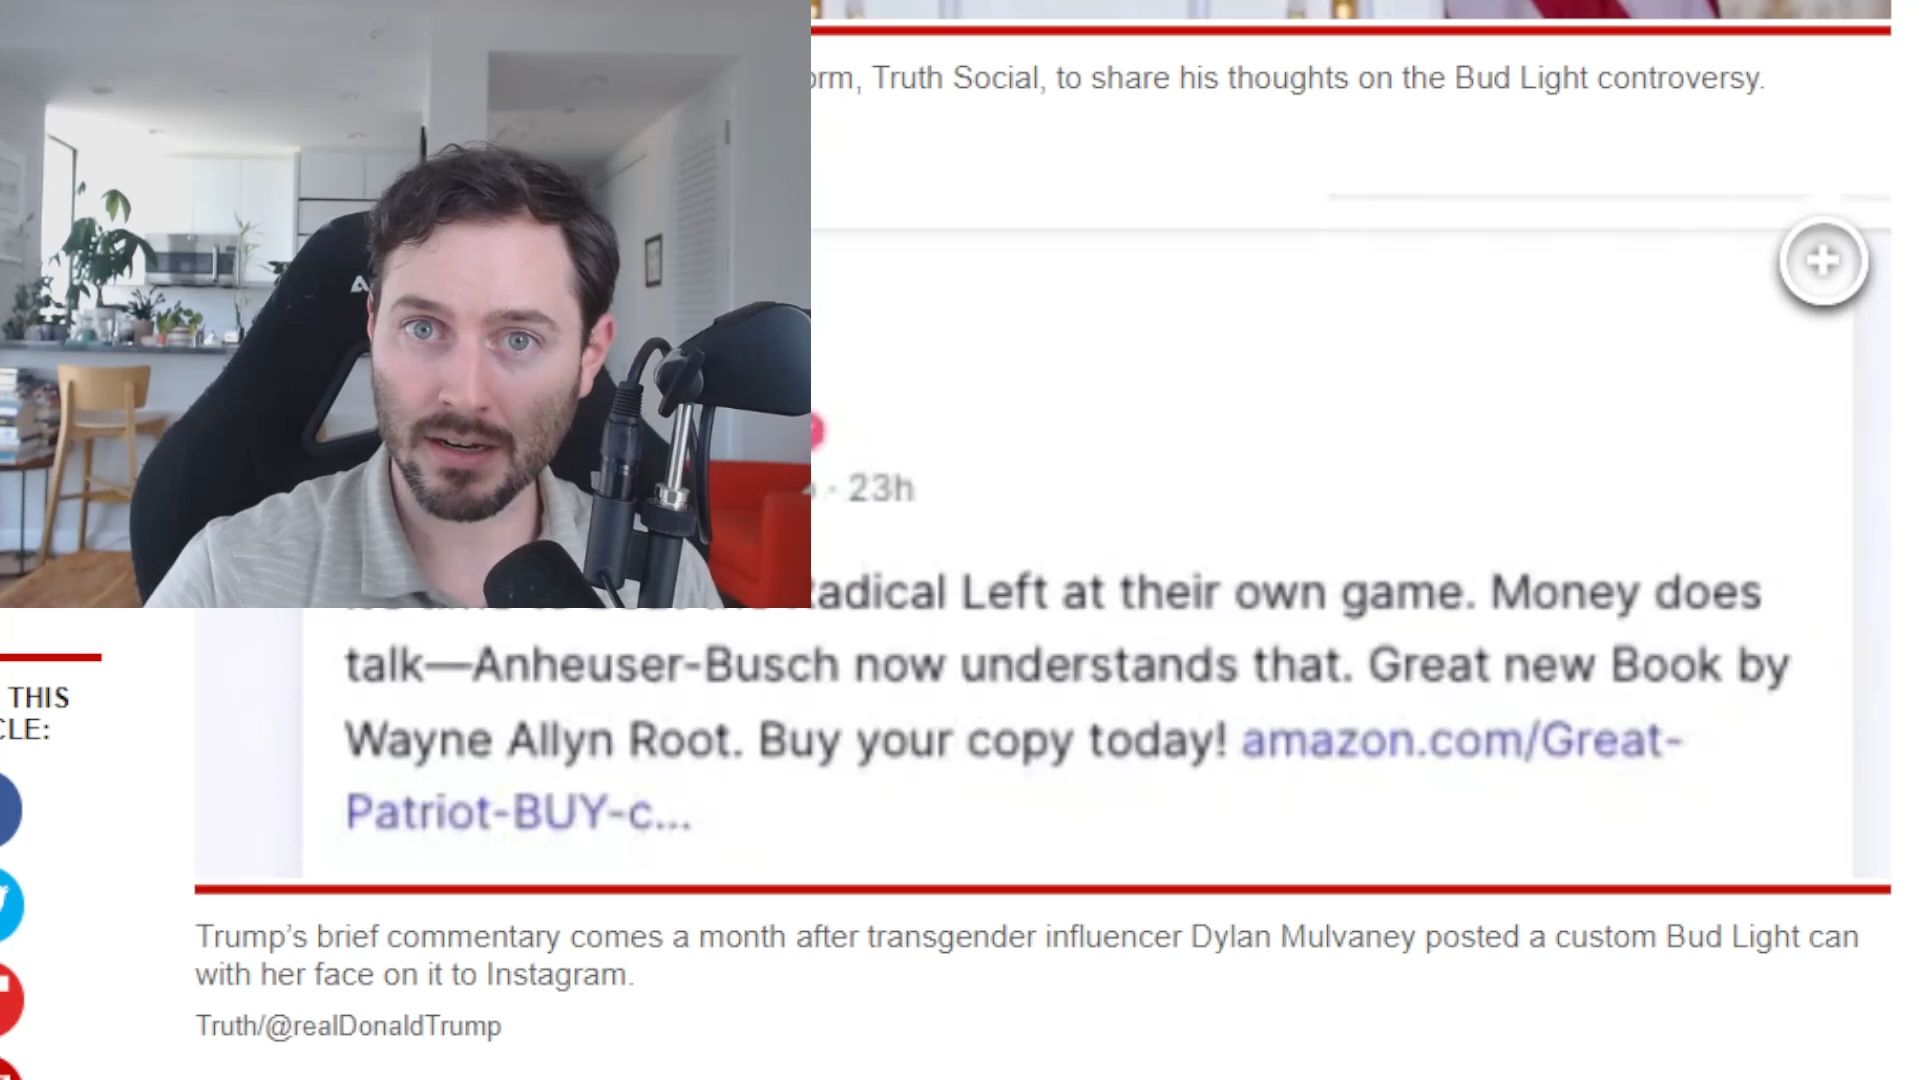 orm, Truth Social, to share his thoughts on the Bud Light controversy.
· 23h
Radical Left at their own game. Money does
talk—Anheuser-Busch now understands that. Great new Book by
Wayne Allyn Root. Buy your copy today! amazon.com/Great-
Patriot-BUY-c...
THIS
CLE:
Trump’s brief commentary comes a month after transgender influencer Dylan Mulvaney posted a custom Bud Light can
with her face on it to Instagram.
Truth/@realDonaldTrump